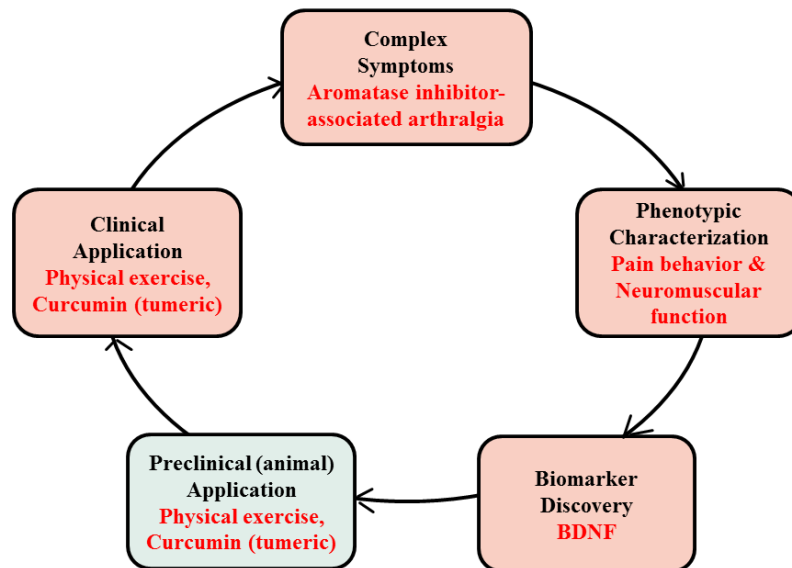 Complex
Symptoms
Aromatase inhibitor-
associated arthralgia
Phenotypic
Characterization
Pain behavior &
Neuromuscular
function
Biomarker
Discovery
BDNF
Preclinical (animal)
Application
Physical exercise,
Curcumin (tumeric)
Clinical
Application
Physical exercise,
Curcumin (tumeric)